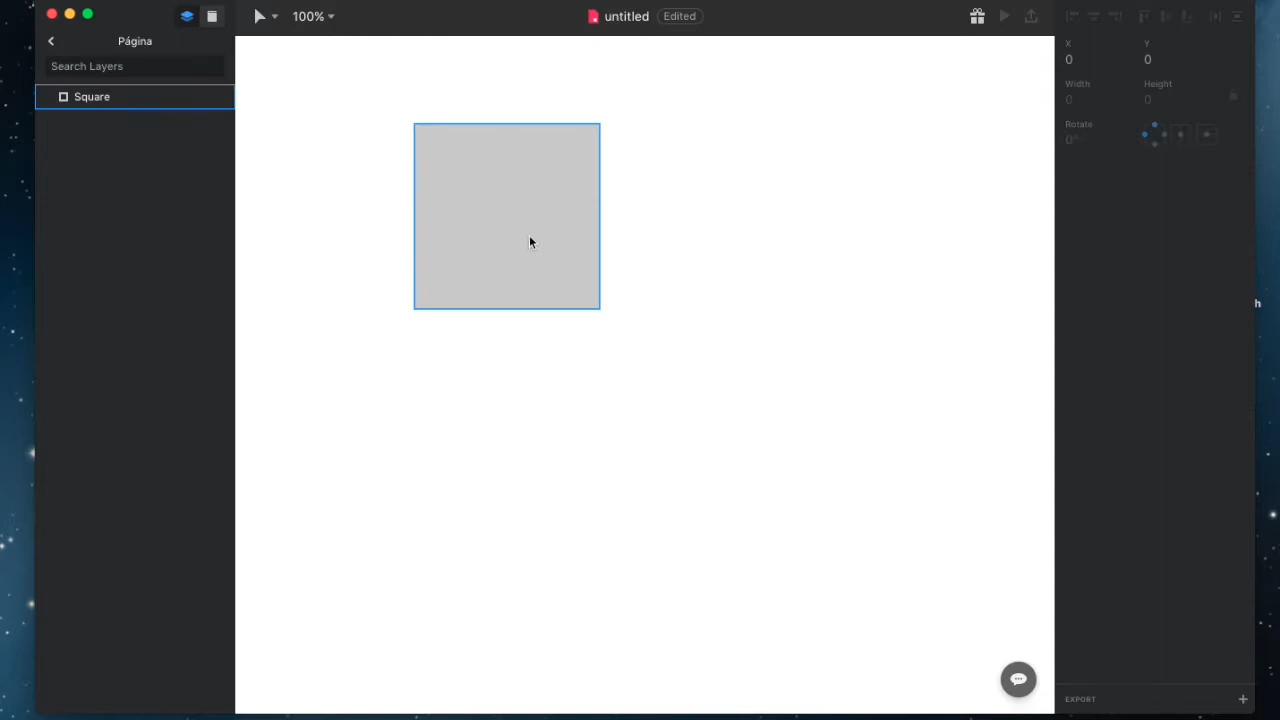 100%
untitled
Edited
Página
Search Layers
Square
X
Y
0
0
Width
Height
0
0
Rotate
0°
h
EXPORT